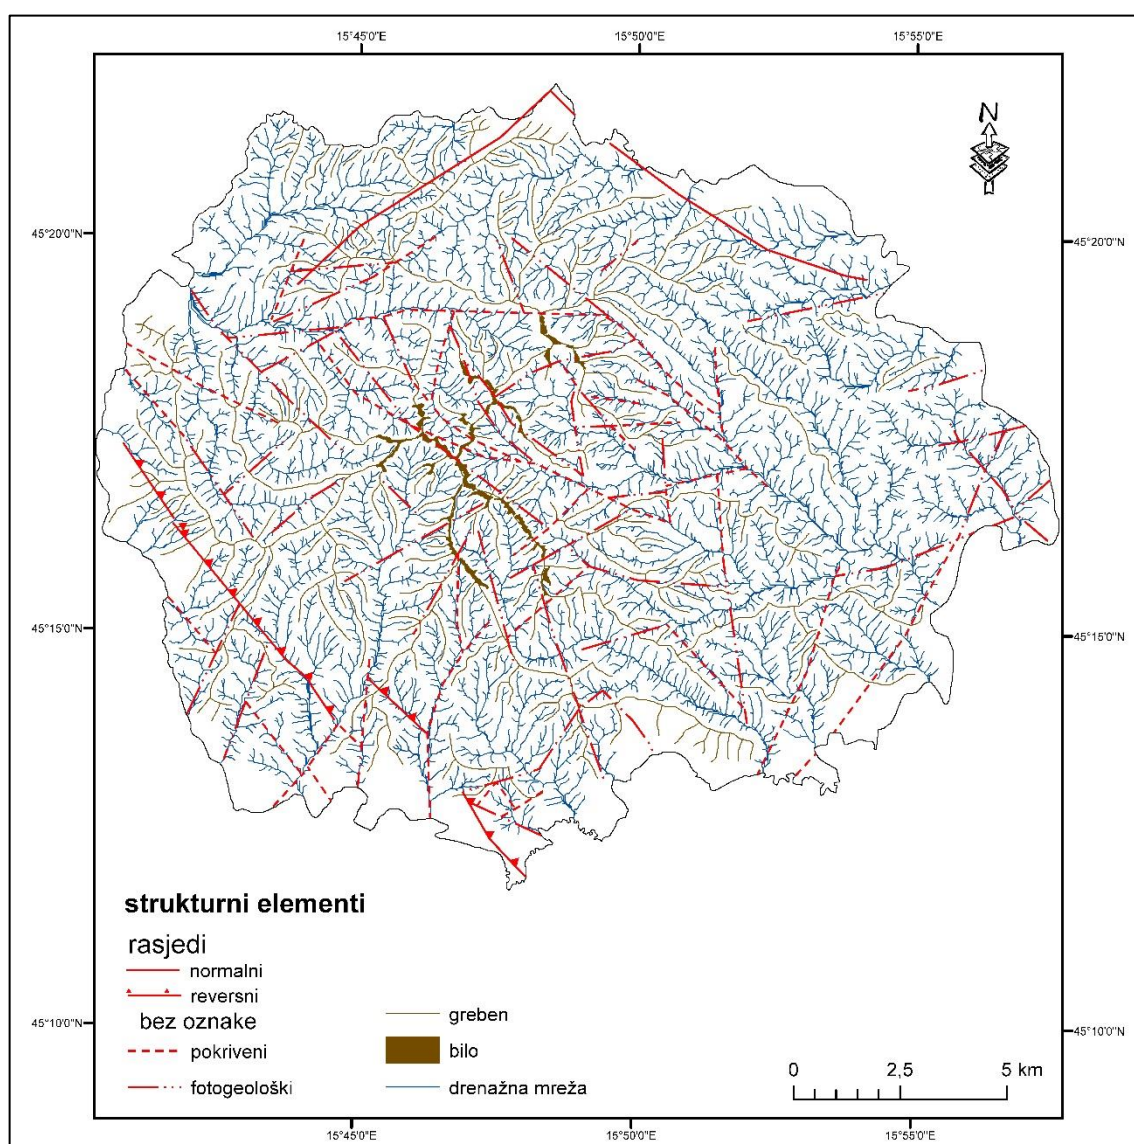 15°45'0"E 15°50'0"E 15°55'0"E
N
45°20'0"N 45°20'0"N
45°15'0"N 45°15'0"N
strukturni elementi
rasjedi
normalni
reversni
bez oznake
pokriveni
fotogeološki
greben
bilo
drenažna mreža
0 2,5 5 km
45°10'0"N 45°10'0"N
15°45'0"E 15°50'0"E 15°55'0"E